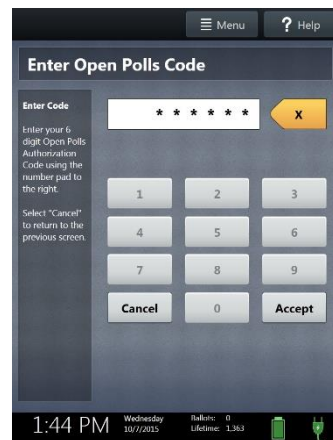 Menu
? Help
Enter Open Polls Code
Enter Code
Enter your 6
digit Open Polls
Authorization
Code using the
number pad to
the right.
Select "Cancel"
to return to the
previous screen.
* * * * * *
X
1 2 3
4 5 6
7 8 9
Cancel 0 Accept
1:44 PM
Wednesday
10/7/2015
Ballots: 0
Lifetime: 1,363